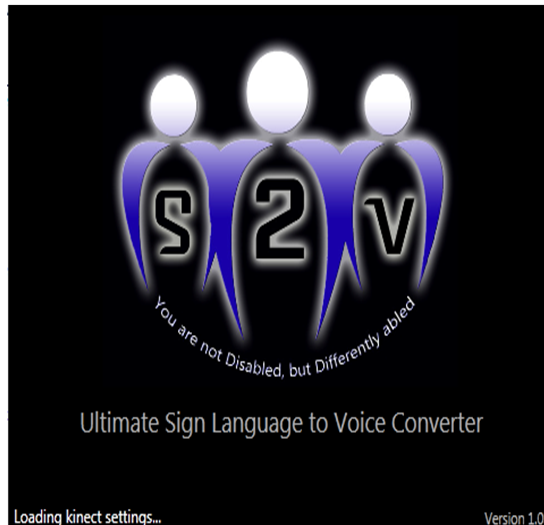 S 2 V
You are not Disabled, but Differently abled
Ultimate Sign Language to Voice Converter
Loading kinect settings...
Version 1.0